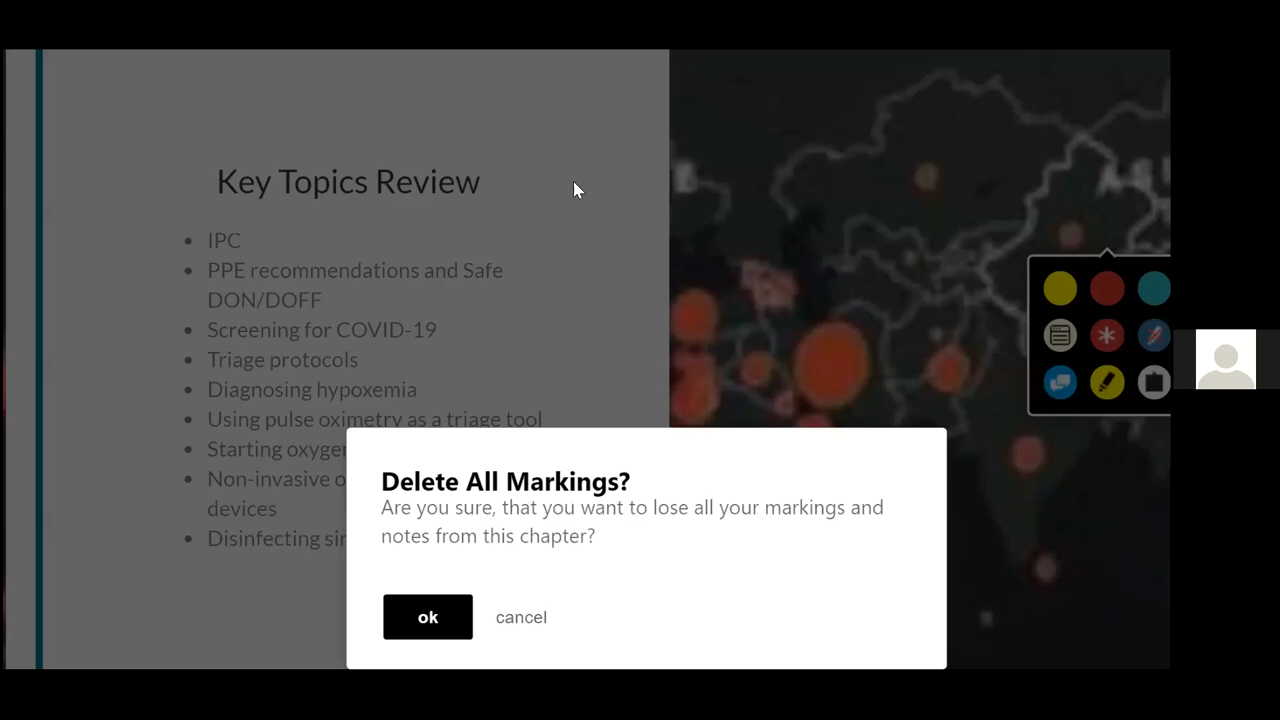 Key Topics Review
• IPC
• PPE recommendations and Safe
DON/DOFF
• Screening for COVID-19
• Triage protocols
• Diagnosing hypoxemia
• Using pulse oximetry as a triage tool
• Starting oxyge
• Non-invasive
devices
• Disinfecting
Delete All Markings?
Are you sure, that you want to lose all your markings and
notes from this chapter?
ok
cancel